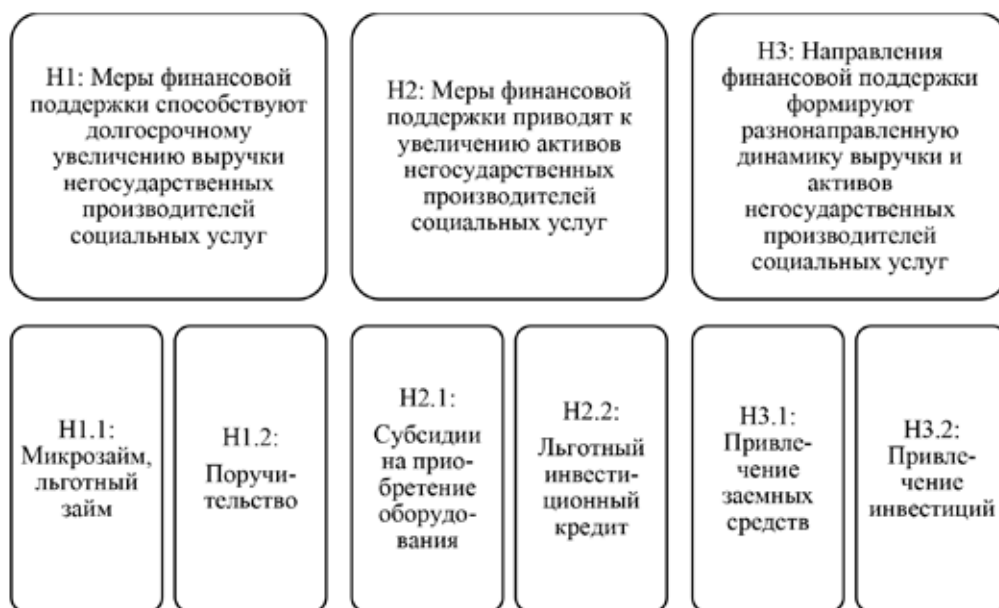 H1: Меры финансовой
поддержки способствуют
долгосрочному
увеличению выручки
негосударственных
производителей
социальных услуг
H2: Меры финансовой
поддержки приводят к
увеличению активов
негосударственных
производителей
социальных услуг
H3: Направления
финансовой поддержки
формируют
разнонаправленную
динамику выручки и
активов
негосударственных
производителей
социальных услуг
H1.1:
Микрозайм,
льготный
займ
H1.2:
Поручи-
тельство
H2.1:
Субсидии
на прио-
бретение
оборудо-
вания
H2.2:
Льготный
инвести-
ционный
кредит
H3.1:
Привле-
чение
заемных
средств
H3.2:
Привле-
чение
инвестиций